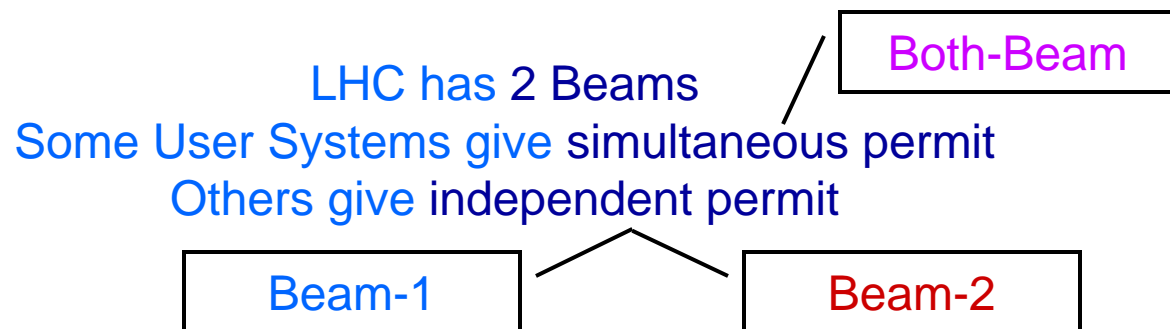 Both-Beam
LHC has 2 Beams
Some User Systems give simultaneous permit
Others give independent permit
Beam-1
Beam-2